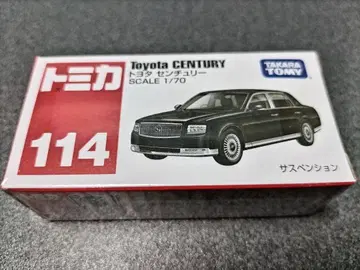 トミカ
114
Toyota CENTURY
トヨタ センチュリー
SCALE 1/70
TAKARA
TOMY
サスペンション